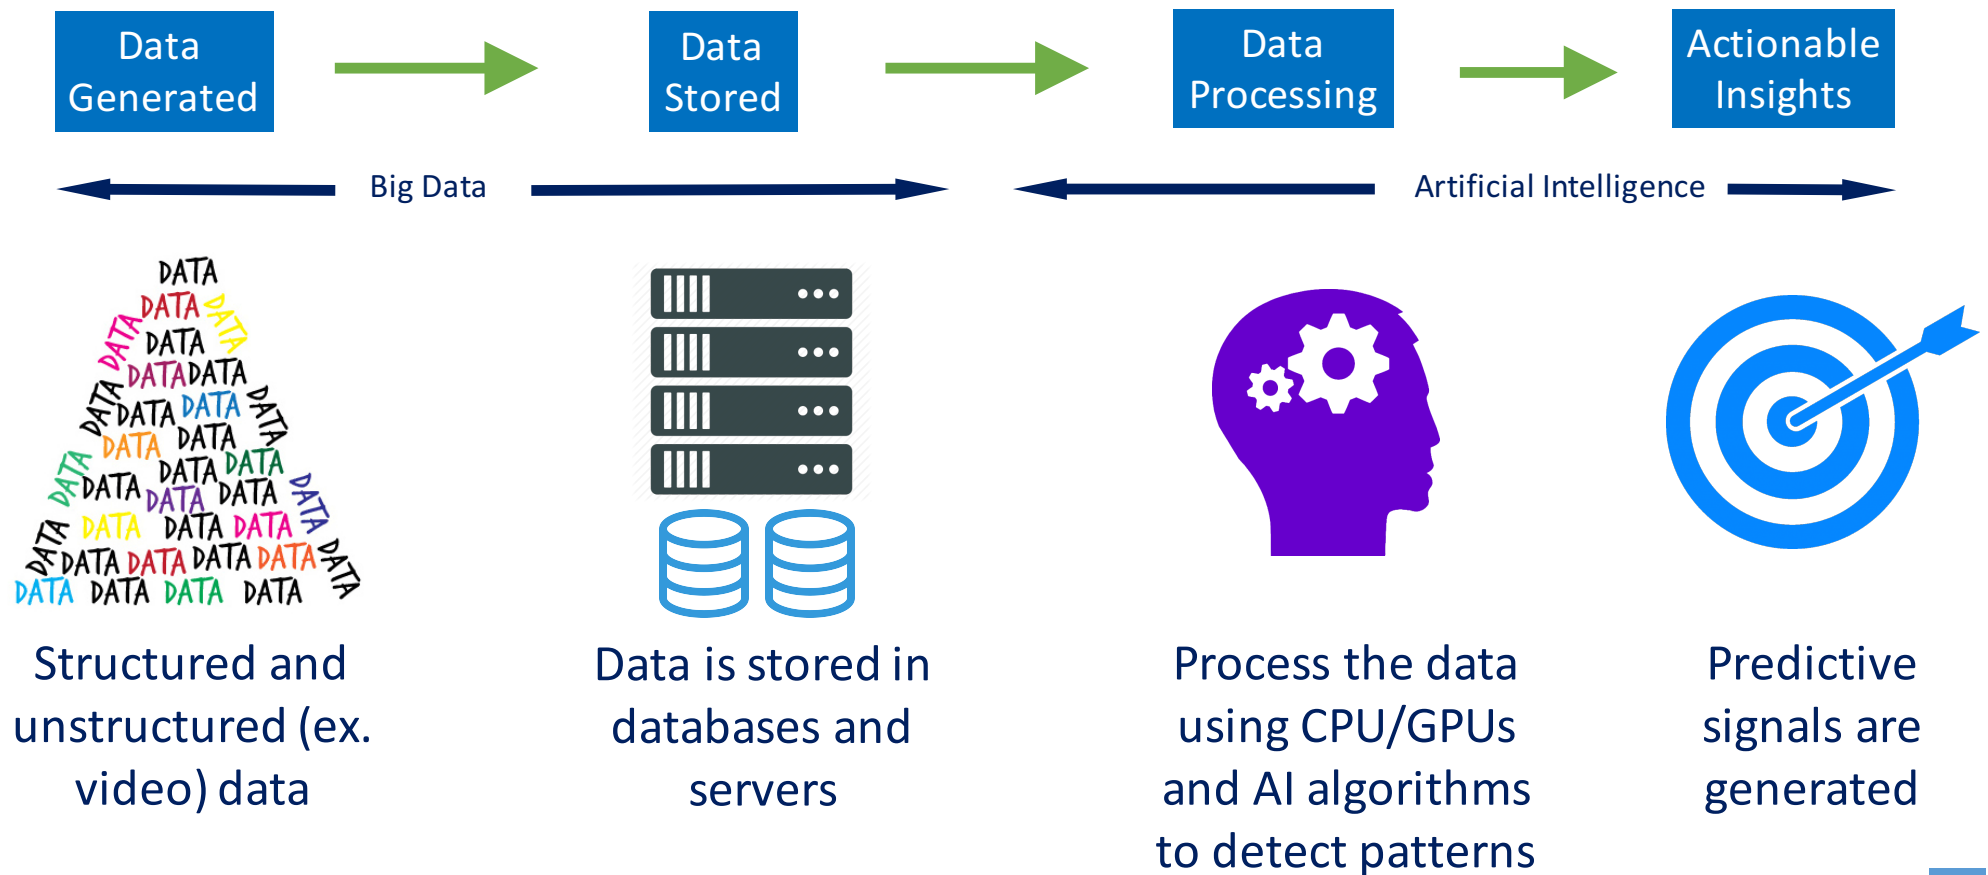 Data
Generated
Data
Stored
Data
Processing
Actionable
Insights
Big Data
Artificial Intelligence
DATA
DATA DATA
DATA DATA
DATA DATA
DATA DATA DATA DATA
DATA DATA
DATA DATA DATA
DATA DATA DATA DATA
DATA DATA DATA
DATA DATA DATA DATA DATA DATA
DATA DATA DATA DATA
Structured and
unstructured (ex.
video) data
Data is stored in
databases and
servers
Process the data
using CPU/GPUs
and AI algorithms
to detect patterns
Predictive
signals are
generated